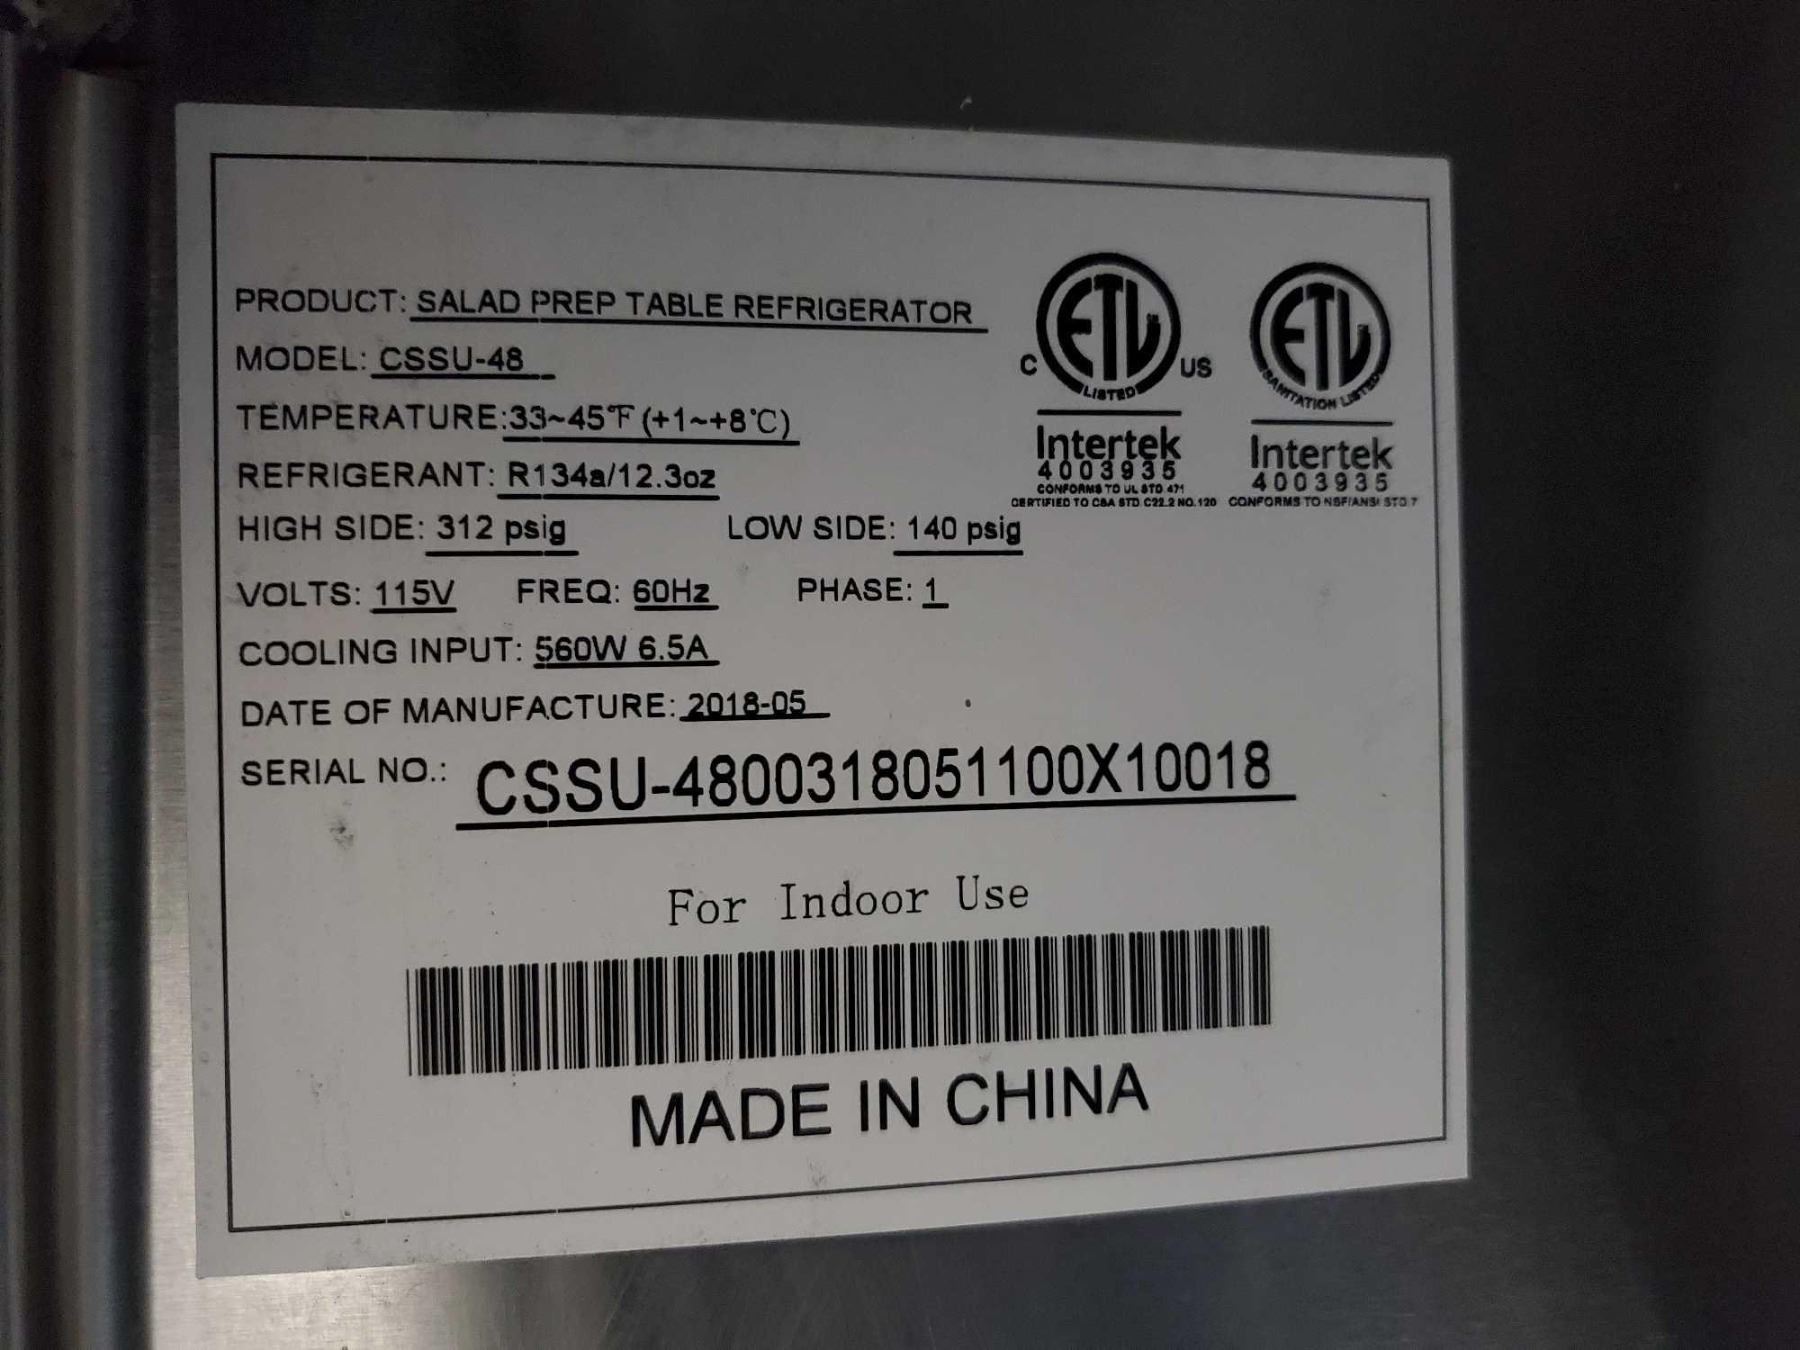 PRODUCT: SALAD PREP TABLE REFRIGERATOR
MODEL: CSSU-48
TEMPERATURE:33~45℉ (+1~+8℃)
REFRIGERANT: R134a/12.3oz
HIGH SIDE: 312 psig LOW SIDE: 140 psig
VOLTS: 115V FREQ: 60Hz PHASE: 1
COOLING INPUT: 560W 6.5A
DATE OF MANUFACTURE: 2018-05
SERIAL NO.: CSSU-4800318051100X10018
For Indoor Use
MADE IN CHINA
C ETL US
LISTED
Intertek
4003935
CONFORMS TO UL STD 471
CERTIFIED TO CSA STD C22.2 NO.120
ETL
SANITATION LISTED
Intertek
4003935
CONFORMS TO NSF/ANSI STD 7